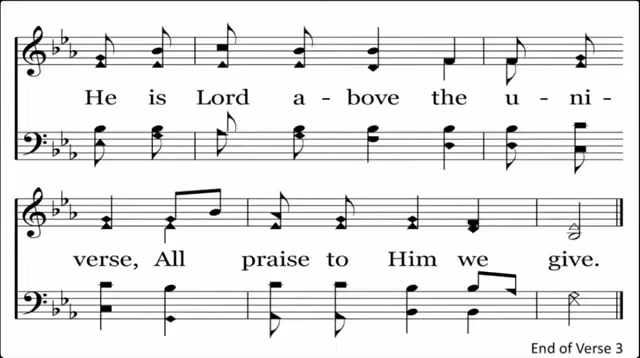 He is Lord a - bove the u - ni -
verse, All praise to Him we give.
End of Verse 3